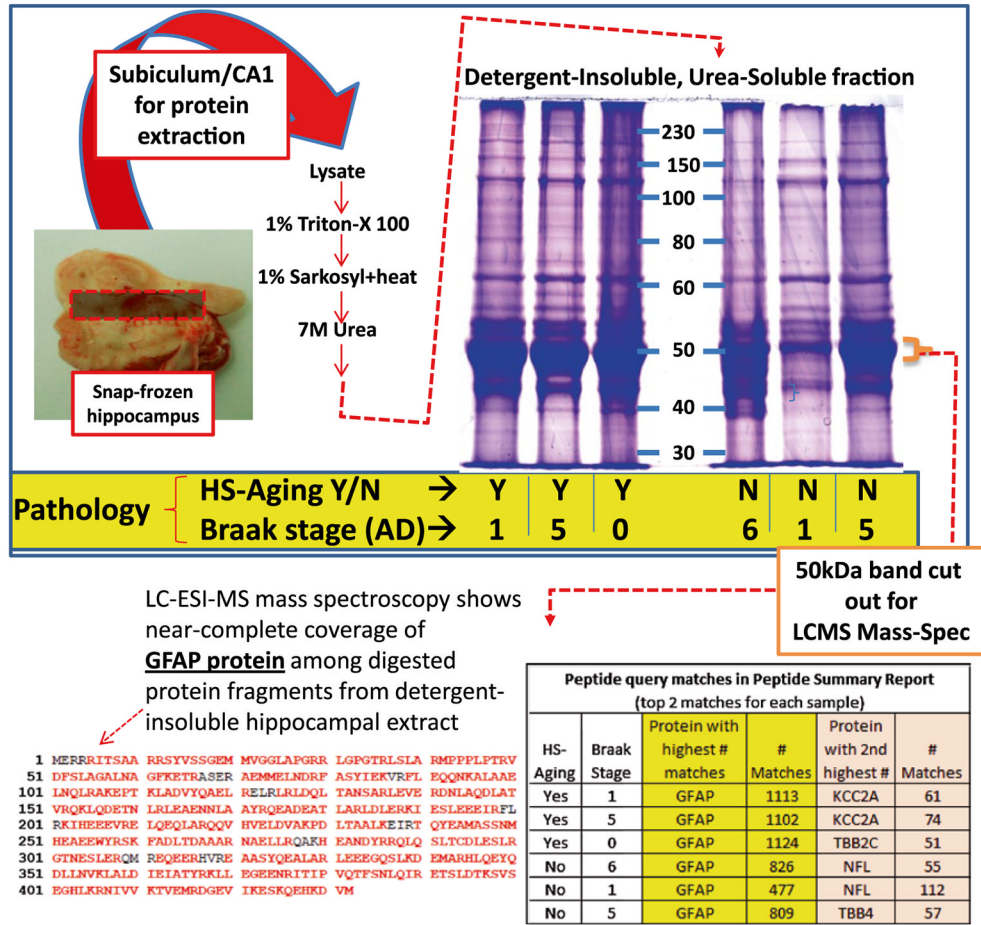 Subiculum/CA1
for protein
extraction
Snap-frozen
hippocampus
Lysate
1% Triton-X 100
1% Sarkosyl+heat
7M Urea
Detergent-Insoluble, Urea-Soluble fraction
230
150
100
80
60
50
40
30
Pathology
HS-Aging Y/N → Y Y Y N N N
Braak stage (AD)→ 1 5 0 6 1 5
50kDa band cut
out for
LCMS Mass-Spec
LC-ESI-MS mass spectroscopy shows
near-complete coverage of
GFAP protein among digested
protein fragments from detergent-
insoluble hippocampal extract
1 MERRRITSAA RRSYVSSGEM MVGGLAPGRR LGPGTRLSLA RMPPPLPTRV
51 DFSLAGALNA GFKETRASER AEMMELNDRF ASYIEKVRFL EQQNKALAAE
101 LNQLRAKEPT KLADVYQAEL RELRLRLDQL TANSARLEVE RDNLAQDLAT
151 VRQKLQDETN LRLEAENNLA AYRQEADEAT LARLDLERKI ESLEEEIRFL
201 RKIHEEEVRE LQEQLARQQV HVELDVAKPD LTAALKEIRT QYEAMASSNM
251 HEAEEWYRSK FADLTDAAAR NAELLRQAKH EANDYRRQLQ SLTCDLESLR
301 GTNESLERQM REQEERHVRE AASYQEALAR LEEEGQSLKD EMARHLQEYQ
351 DLLNVKLALD IEIATYRKLL EGEENRITIP VQTFSNLQIR ETSLDTKSVS
401 EGHLKRNIVV KTVEMRDGEV IKESKQEHKD VM
Peptide query matches in Peptide Summary Report
(top 2 matches for each sample)
HS-Aging Braak Stage Protein with highest # matches # Matches Protein with 2nd highest # # Matches
Yes 1 GFAP 1113 KCC2A 61
Yes 5 GFAP 1102 KCC2A 74
Yes 0 GFAP 1124 TBB2C 51
No 6 GFAP 826 NFL 55
No 1 GFAP 477 NFL 112
No 5 GFAP 809 TBB4 57